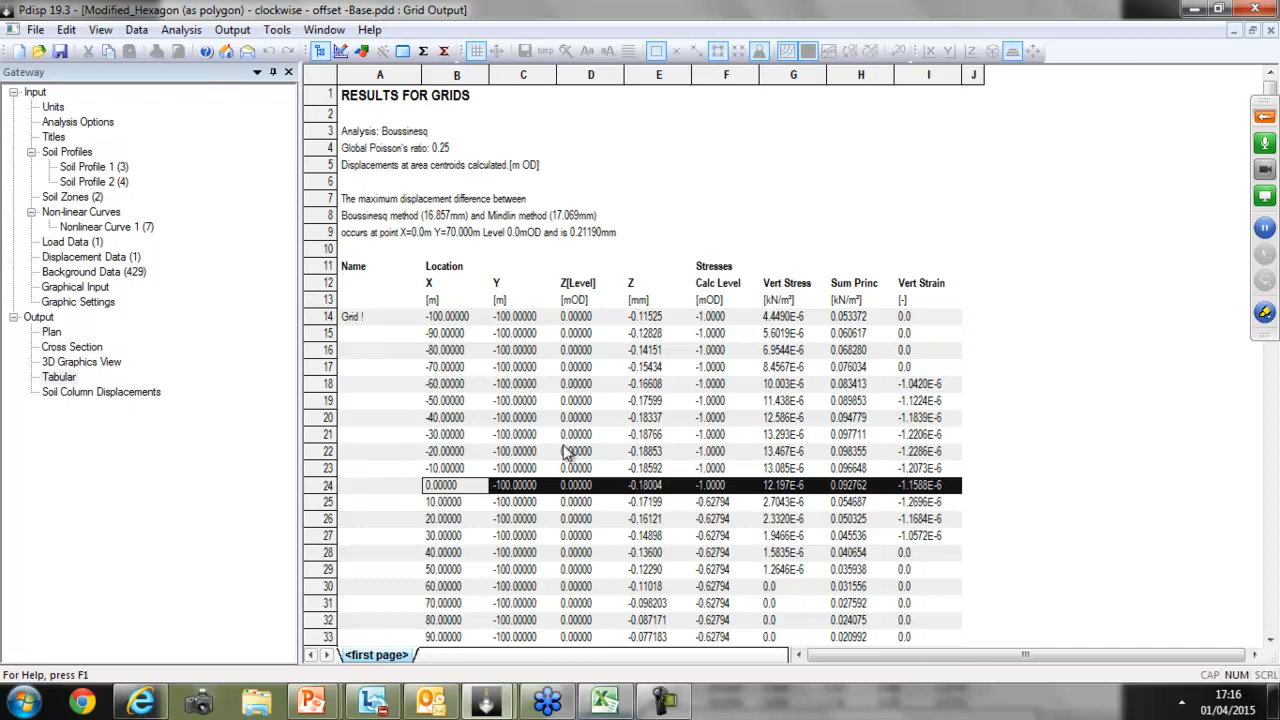 Pdisp 19.3 - [Modified_Hexagon (as polygon) - clockwise - offset -Base.pdd : Grid Output]
File Edit View Data Analysis Output Tools Window Help
Gateway
Input
Units
Analysis Options
Titles
Soil Profiles
Soil Profile 1 (3)
Soil Profile 2 (4)
Soil Zones (2)
Non-linear Curves
Nonlinear Curve 1 (7)
Load Data (1)
Displacement Data (1)
Background Data (429)
Graphical Input
Graphic Settings
Output
Plan
Cross Section
3D Graphics View
Tabular
Soil Column Displacements
A B C D E F G H I J
1 RESULTS FOR GRIDS
2
3 Analysis: Boussinesq
4 Global Poisson's ratio: 0.25
5 Displacements at area centroids calculated.[m OD]
6
7 The maximum displacement difference between
8 Boussinesq method (16.857mm) and Mindlin method (17.069mm)
9 occurs at point X=0.0m Y=70.000m Level 0.0mOD and is 0.21190mm
10
11 Name Location Stresses
12 X Y Z[Level] Z Calc Level Vert Stress Sum Princ Vert Strain
13 [m] [m] [mOD] [mm] [mOD] [kN/m²] [kN/m²] [-]
14 Grid ! -100.00000 -100.00000 0.00000 -0.11525 -1.0000 4.4490E-6 0.053372 0.0
15 -90.00000 -100.00000 0.00000 -0.12828 -1.0000 5.6019E-6 0.060617 0.0
16 -80.00000 -100.00000 0.00000 -0.14151 -1.0000 6.9544E-6 0.068280 0.0
17 -70.00000 -100.00000 0.00000 -0.15434 -1.0000 8.4567E-6 0.076034 0.0
18 -60.00000 -100.00000 0.00000 -0.16608 -1.0000 10.003E-6 0.083413 -1.0420E-6
19 -50.00000 -100.00000 0.00000 -0.17599 -1.0000 11.438E-6 0.089853 -1.1224E-6
20 -40.00000 -100.00000 0.00000 -0.18337 -1.0000 12.586E-6 0.094779 -1.1839E-6
21 -30.00000 -100.00000 0.00000 -0.18766 -1.0000 13.293E-6 0.097711 -1.2206E-6
22 -20.00000 -100.00000 0.00000 -0.18853 -1.0000 13.467E-6 0.098355 -1.2286E-6
23 -10.00000 -100.00000 0.00000 -0.18592 -1.0000 13.085E-6 0.096648 -1.2073E-6
24 0.00000 -100.00000 0.00000 -0.18004 -1.0000 12.197E-6 0.092762 -1.1588E-6
25 10.00000 -100.00000 0.00000 -0.17199 -0.62794 2.7043E-6 0.054687 -1.2696E-6
26 20.00000 -100.00000 0.00000 -0.16121 -0.62794 2.3320E-6 0.050325 -1.1684E-6
27 30.00000 -100.00000 0.00000 -0.14898 -0.62794 1.9466E-6 0.045536 -1.0572E-6
28 40.00000 -100.00000 0.00000 -0.13600 -0.62794 1.5835E-6 0.040654 0.0
29 50.00000 -100.00000 0.00000 -0.12290 -0.62794 1.2646E-6 0.035938 0.0
30 60.00000 -100.00000 0.00000 -0.11018 -0.62794 0.0 0.031556 0.0
31 70.00000 -100.00000 0.00000 -0.098203 -0.62794 0.0 0.027592 0.0
32 80.00000 -100.00000 0.00000 -0.087171 -0.62794 0.0 0.024075 0.0
33 90.00000 -100.00000 0.00000 -0.077183 -0.62794 0.0 0.020992 0.0
<first page>
For Help, press F1
CAP NUM SCRL
17:16
01/04/2015